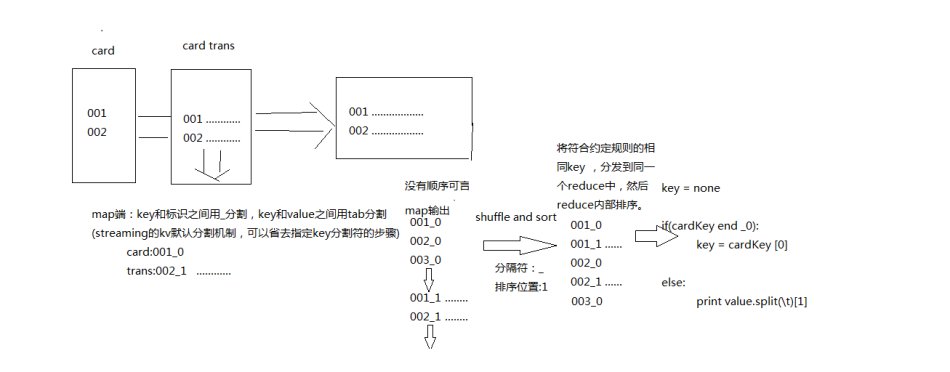 card
card trans
001
002
001 ............
002 ............
001 ..................
002 ..................
map端：key和标识之间用_分割，key和value之间用tab分割
(streaming的kv默认分割机制，可以省去指定key分割符的步骤)
card:001_0
trans:002_1 ............
没有顺序可言
map输出
001_0
002_0
003_0
001_1 ........
002_1 ........
shuffle and sort
分隔符：_
排序位置:1
将符合约定规则的相
同key ，分发到同一
个reduce中，然后
reduce内部排序。
001_0
001_1 ......
002_0
002_1 ......
003_0
key = none
if(cardKey end _0):
key = cardKey [0]
else:
print value.split(\t)[1]